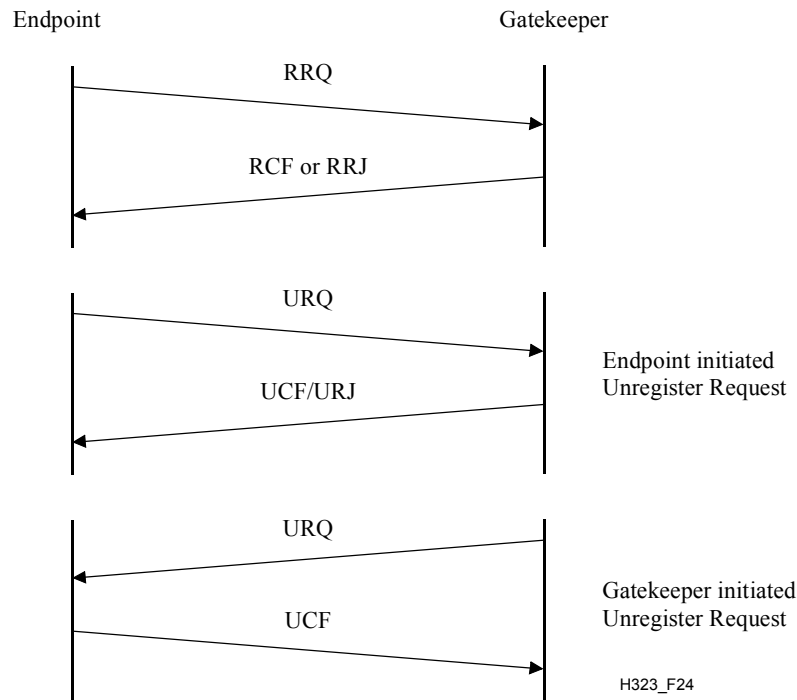 Endpoint
Gatekeeper
RRQ
RCF or RRJ
URQ
Endpoint initiated
Unregister Request
UCF/URJ
URQ
Gatekeeper initiated
Unregister Request
UCF
H323_F24